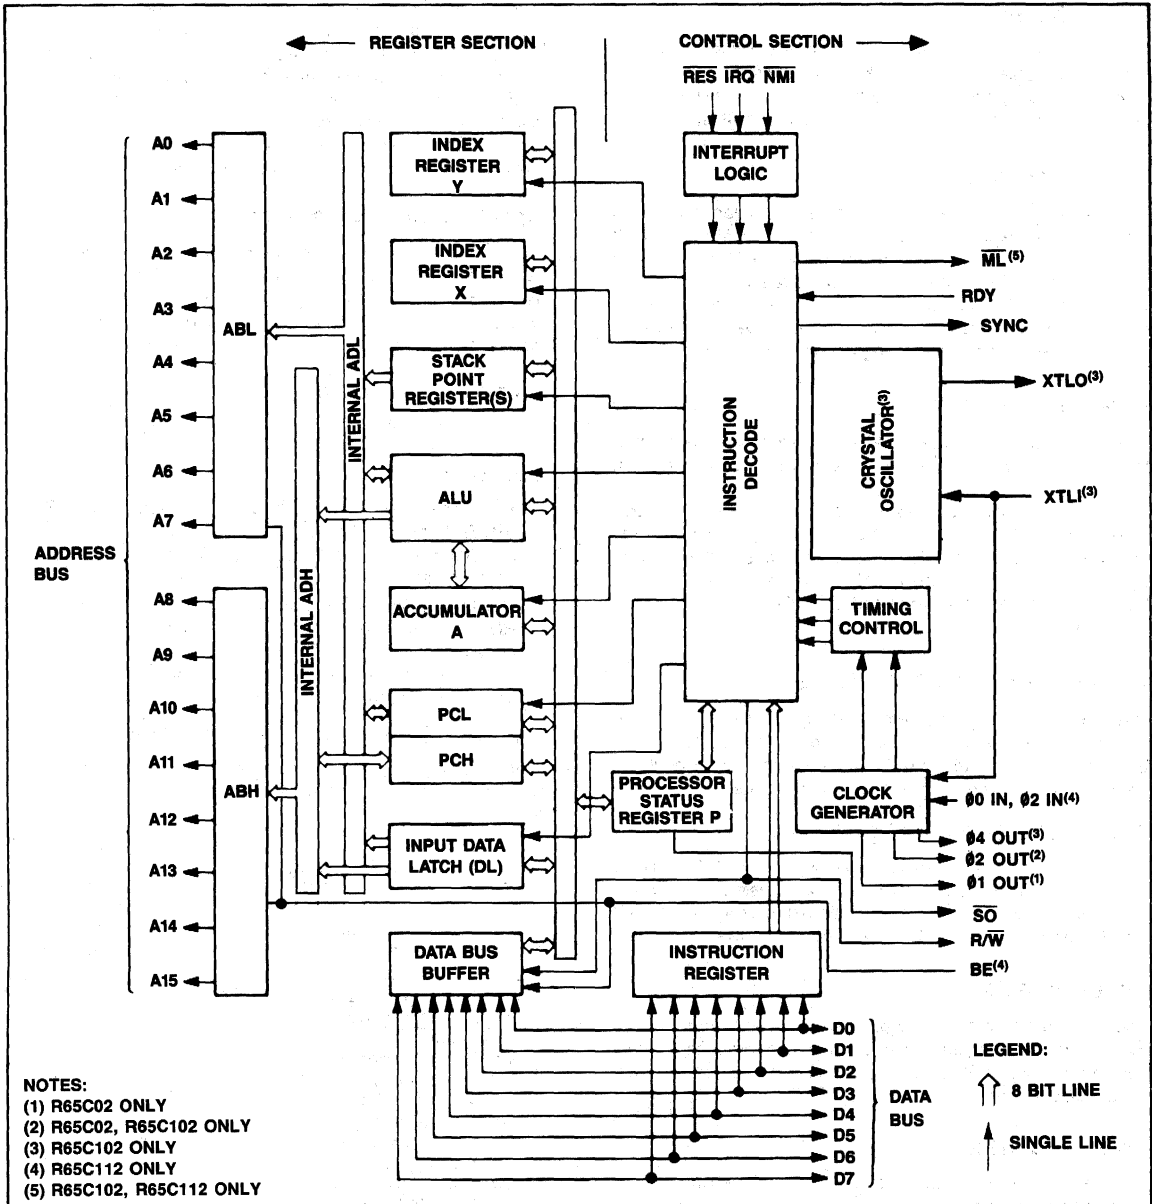 REGISTER SECTION
CONTROL SECTION
RES IRQ NMI
INTERRUPT
LOGIC
ADDRESS
BUS
A0
A1
A2
A3
A4
A5
A6
A7
A8
A9
A10
A11
A12
A13
A14
A15
ABL
ABH
INTERNAL ADL
INTERNAL ADH
INDEX
REGISTER
Y
INDEX
REGISTER
X
STACK
POINT
REGISTER(S)
ALU
ACCUMULATOR
A
PCL
PCH
INPUT DATA
LATCH (DL)
DATA BUS
BUFFER
INSTRUCTION
DECODE
PROCESSOR
STATUS
REGISTER P
INSTRUCTION
REGISTER
CRYSTAL
OSCILLATOR(3)
TIMING
CONTROL
CLOCK
GENERATOR
ML(5)
RDY
SYNC
XTLO(3)
XTLI(3)
Ø0 IN, Ø2 IN(4)
Ø4 OUT(3)
Ø2 OUT(2)
Ø1 OUT(1)
SO
R/W
BE(4)
D0
D1
D2
D3
D4
D5
D6
D7
DATA
BUS
LEGEND:
8 BIT LINE
SINGLE LINE
NOTES:
(1) R65C02 ONLY
(2) R65C02, R65C102 ONLY
(3) R65C102 ONLY
(4) R65C112 ONLY
(5) R65C102, R65C112 ONLY